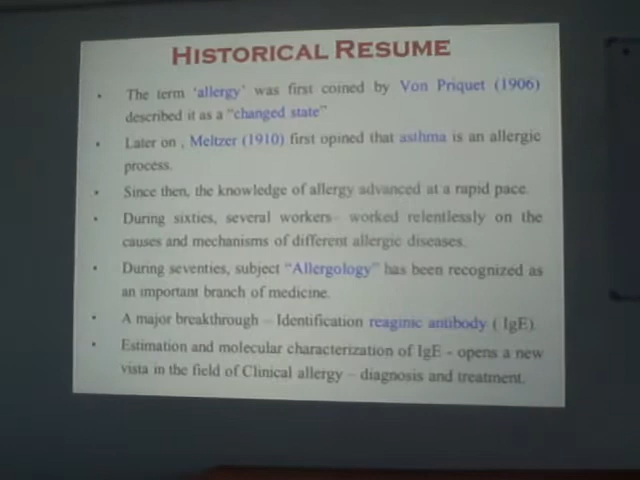 HISTORICAL RESUME
• The term ‘allergy’ was first coined by Von Priquet (1906)
described it as a “changed state”
• Later on , Meltzer (1910) first opined that asthma is an allergic
process.
• Since then, the knowledge of allergy advanced at a rapid pace.
• During sixties, several workers– worked relentlessly on the
causes and mechanisms of different allergic diseases.
• During seventies, subject “Allergology” has been recognized as
an important branch of medicine.
• A major breakthrough – Identification reaginic antibody ( IgE).
• Estimation and molecular characterization of IgE - opens a new
vista in the field of Clinical allergy – diagnosis and treatment.